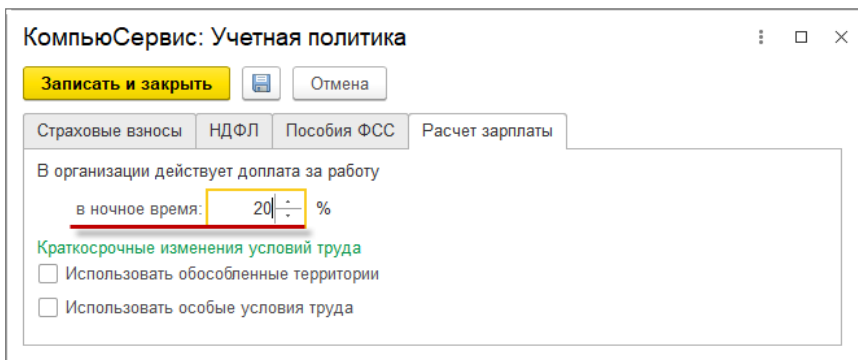 КомпьюСервис: Учетная политика
Записать и закрыть Отмена
Страховые взносы НДФЛ Пособия ФСС Расчет зарплаты
В организации действует доплата за работу
в ночное время: 20 %
Краткосрочные изменения условий труда
Использовать обособленные территории
Использовать особые условия труда